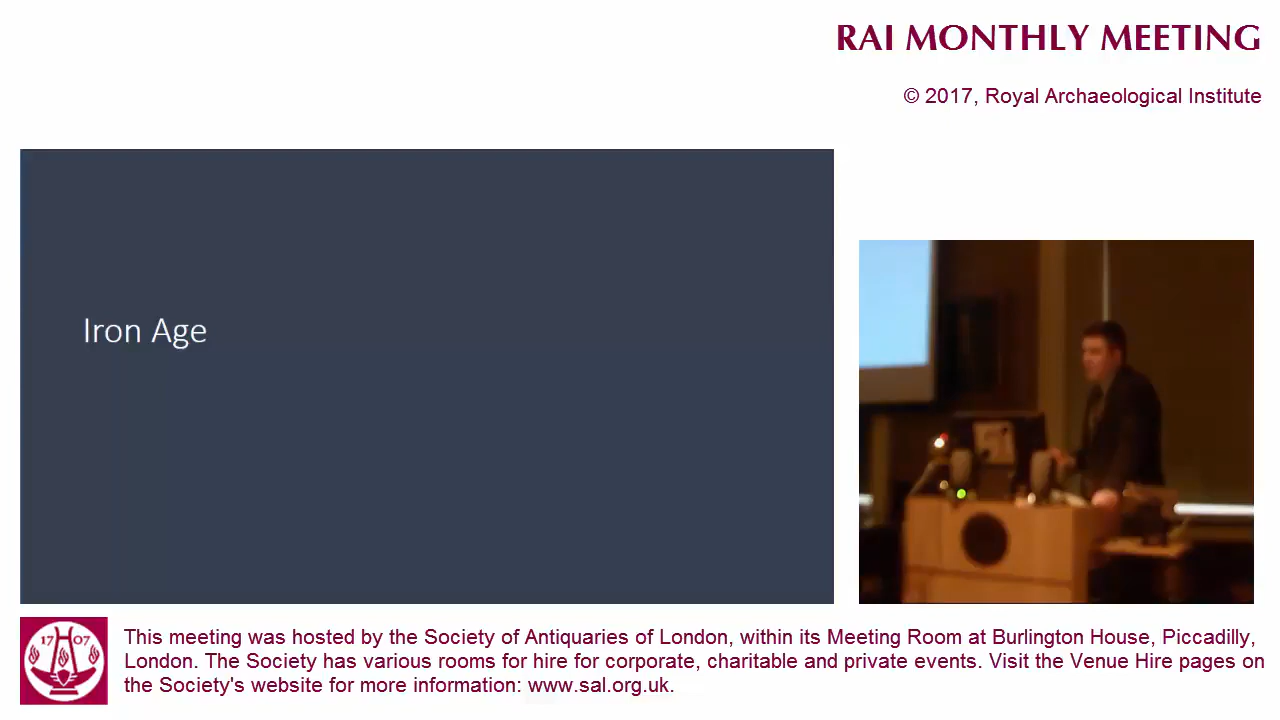 RAI MONTHLY MEETING
© 2017, Royal Archaeological Institute
Iron Age
17 07
This meeting was hosted by the Society of Antiquaries of London, within its Meeting Room at Burlington House, Piccadilly,
London. The Society has various rooms for hire for corporate, charitable and private events. Visit the Venue Hire pages on
the Society's website for more information: www.sal.org.uk.